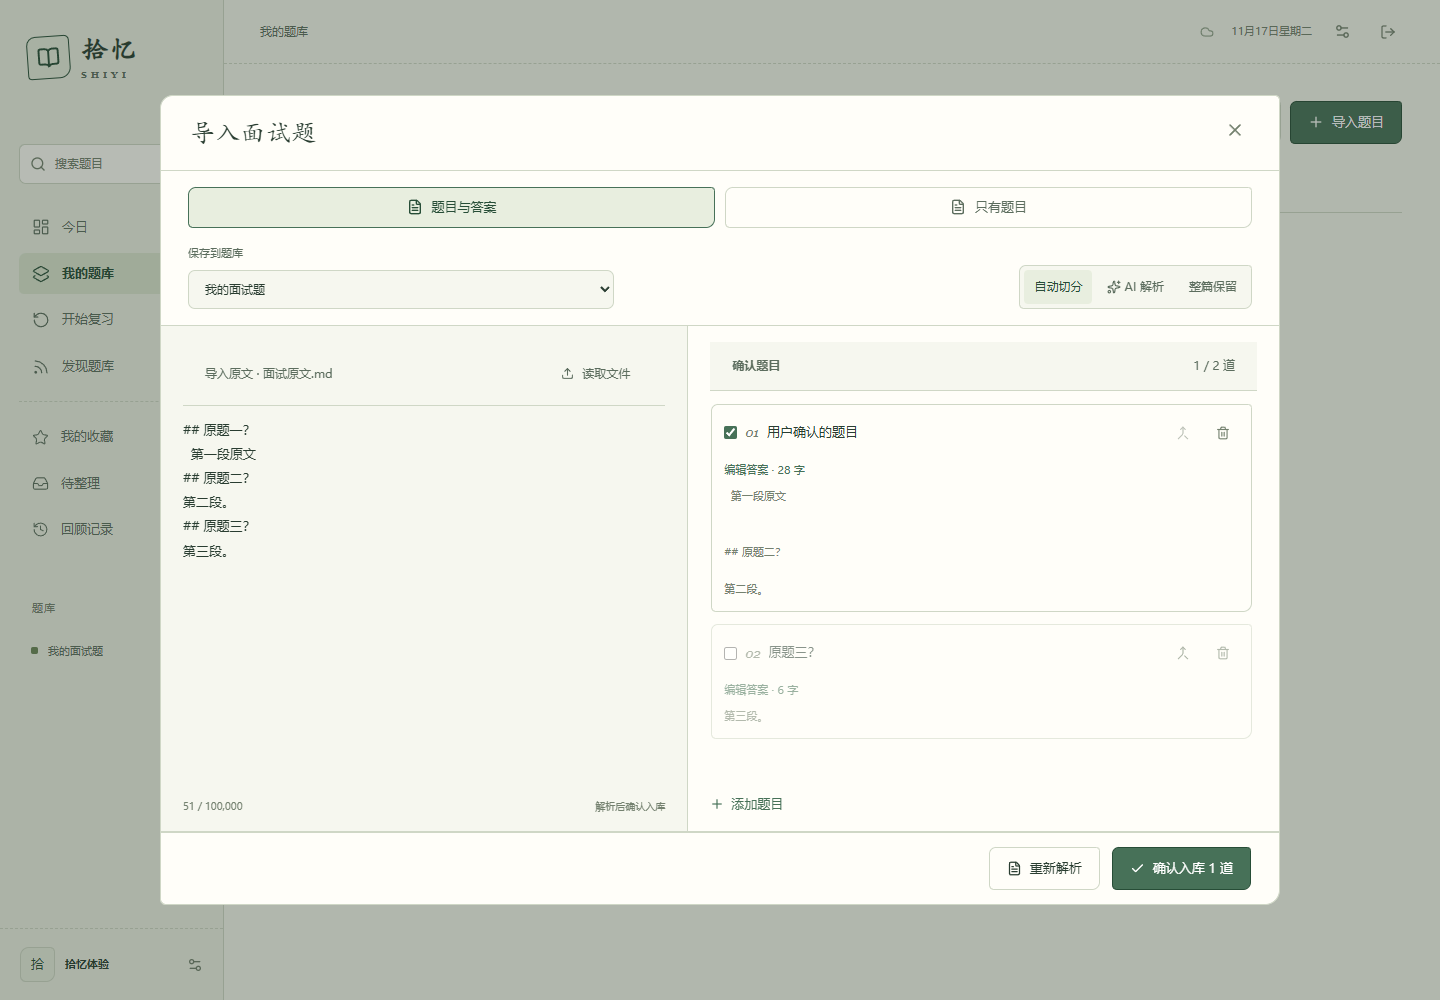 拾忆
SHIYI
我的题库
11月17日星期二
搜索题目
今日
我的题库
开始复习
发现题库
我的收藏
待整理
回顾记录
题库
我的面试题
拾
拾忆体验
导入题目
导入面试题
题目与答案
只有题目
保存到题库
我的面试题
自动切分
AI 解析
整篇保留
导入原文 · 面试原文.md
读取文件
## 原题一?
第一段原文
## 原题二?
第二段。
## 原题三?
第三段。
51 / 100,000
解析后确认入库
确认题目
1 / 2 道
01 用户确认的题目
编辑答案 · 28 字
第一段原文
## 原题二?
第二段。
02 原题三?
编辑答案 · 6 字
第三段。
添加题目
重新解析
确认入库 1 道